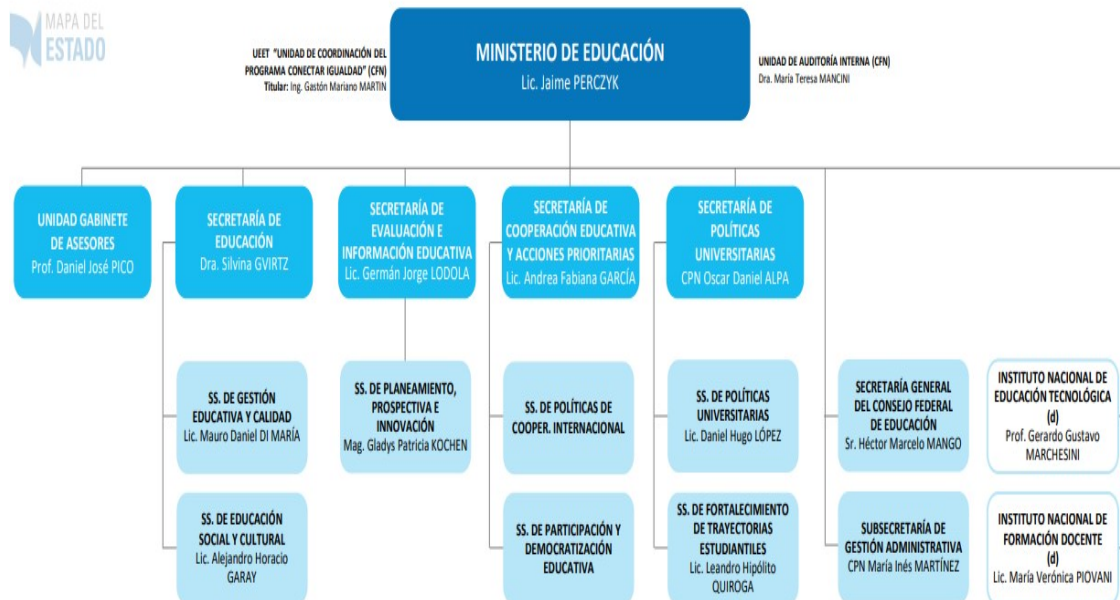 MAPA DEL
ESTADO
UEET "UNIDAD DE COORDINACIÓN DEL
PROGRAMA CONECTAR IGUALDAD" (CFN)
Titular: Ing. Gastón Mariano MARTIN
MINISTERIO DE EDUCACIÓN
Lic. Jaime PERCZYK
UNIDAD DE AUDITORÍA INTERNA (CFN)
Dra. María Teresa MANCINI
UNIDAD GABINETE
DE ASESORES
Prof. Daniel José PICO
SECRETARÍA DE
EDUCACIÓN
Dra. Silvina GVIRTZ
SECRETARÍA DE
EVALUACIÓN E
INFORMACIÓN EDUCATIVA
Lic. Germán Jorge LODOLA
SECRETARÍA DE
COOPERACIÓN EDUCATIVA
Y ACCIONES PRIORITARIAS
Lic. Andrea Fabiana GARCÍA
SECRETARÍA DE
POLÍTICAS
UNIVERSITARIAS
CPN Oscar Daniel ALPA
SS. DE GESTIÓN
EDUCATIVA Y CALIDAD
Lic. Mauro Daniel DI MARÍA
SS. DE PLANEAMIENTO,
PROSPECTIVA E
INNOVACIÓN
Mag. Gladys Patricia KOCHEN
SS. DE POLÍTICAS DE
COOPER. INTERNACIONAL
SS. DE POLÍTICAS
UNIVERSITARIAS
Lic. Daniel Hugo LÓPEZ
SECRETARÍA GENERAL
DEL CONSEJO FEDERAL
DE EDUCACIÓN
Sr. Héctor Marcelo MANGO
INSTITUTO NACIONAL DE
EDUCACIÓN TECNOLÓGICA
(d)
Prof. Gerardo Gustavo
MARCHESINI
SS. DE EDUCACIÓN
SOCIAL Y CULTURAL
Lic. Alejandro Horacio
GARAY
SS. DE PARTICIPACIÓN Y
DEMOCRATIZACIÓN
EDUCATIVA
SS. DE FORTALECIMIENTO
DE TRAYECTORIAS
ESTUDIANTILES
Lic. Leandro Hipólito
QUIROGA
SUBSECRETARÍA DE
GESTIÓN ADMINISTRATIVA
CPN María Inés MARTÍNEZ
INSTITUTO NACIONAL DE
FORMACIÓN DOCENTE
(d)
Lic. María Verónica PIOVANI